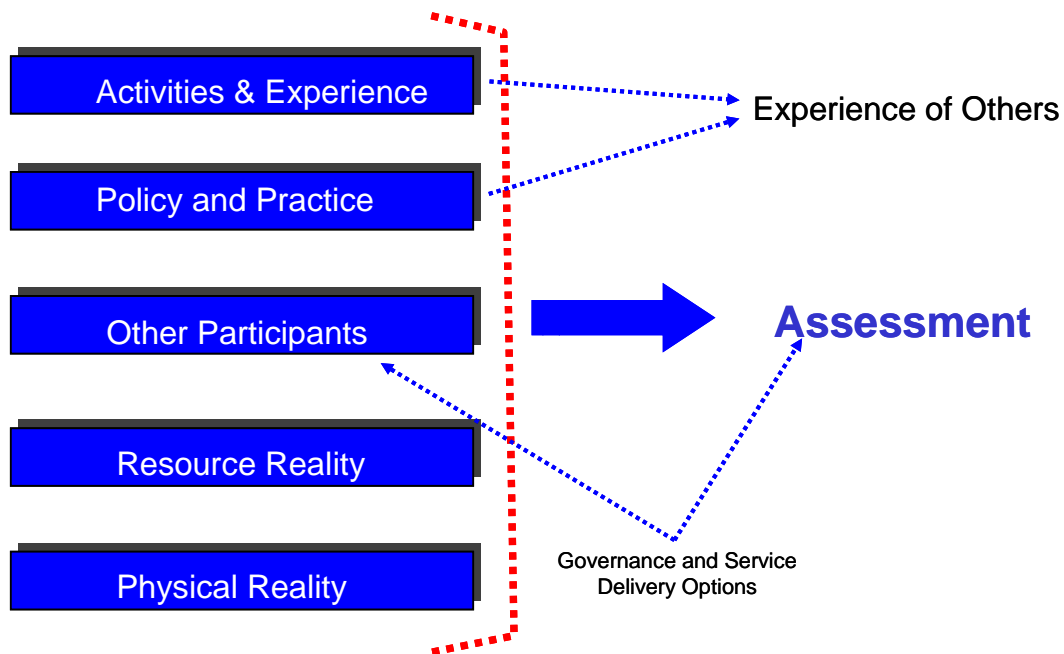 Activities & Experience
Experience of Others
Policy and Practice
Other Participants
Assessment
Resource Reality
Governance and Service
Delivery Options
Physical Reality